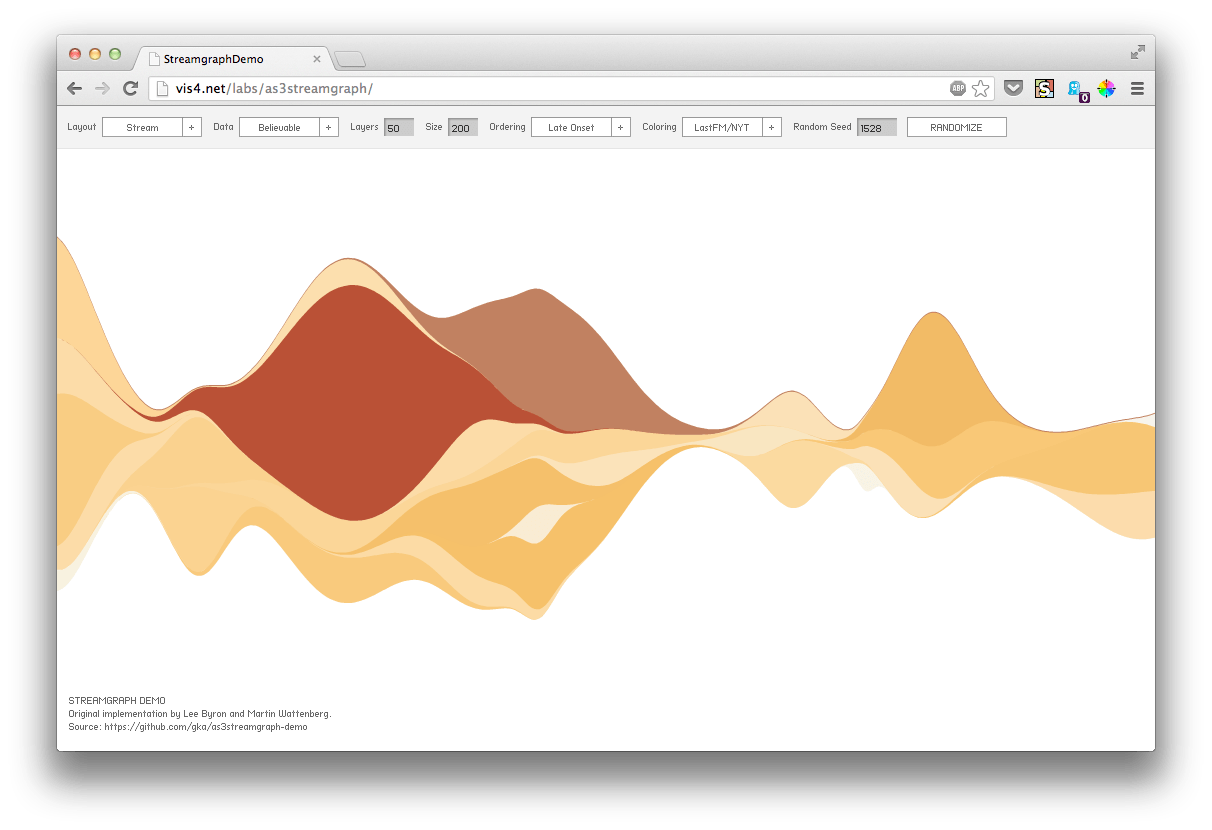 StreamgraphDemo
vis4.net/labs/as3streamgraph/
ABP
S
0
Layout Stream + Data Believable + Layers 50 Size 200 Ordering Late Onset + Coloring LastFM/NYT + Random Seed 1528 RANDOMIZE
STREAMGRAPH DEMO
Original implementation by Lee Byron and Martin Wattenberg.
Source: https://github.com/gka/as3streamgraph-demo